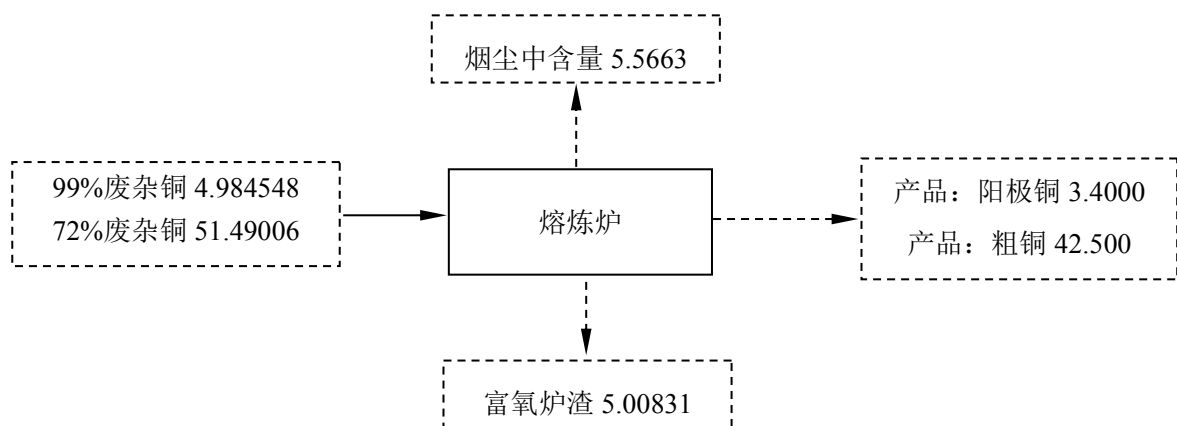 烟尘中含量 5.5663
99%废杂铜 4.984548
72%废杂铜 51.49006
熔炼炉
产品：阳极铜 3.4000
产品：粗铜 42.500
富氧炉渣 5.00831